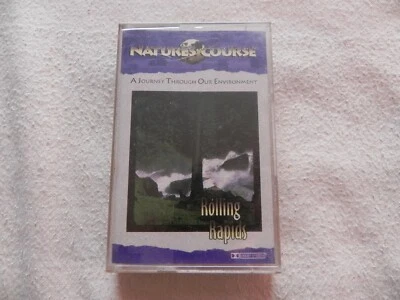 NATURE'S COURSE
A JOURNEY THROUGH OUR ENVIRONMENT
Rolling
Rapids